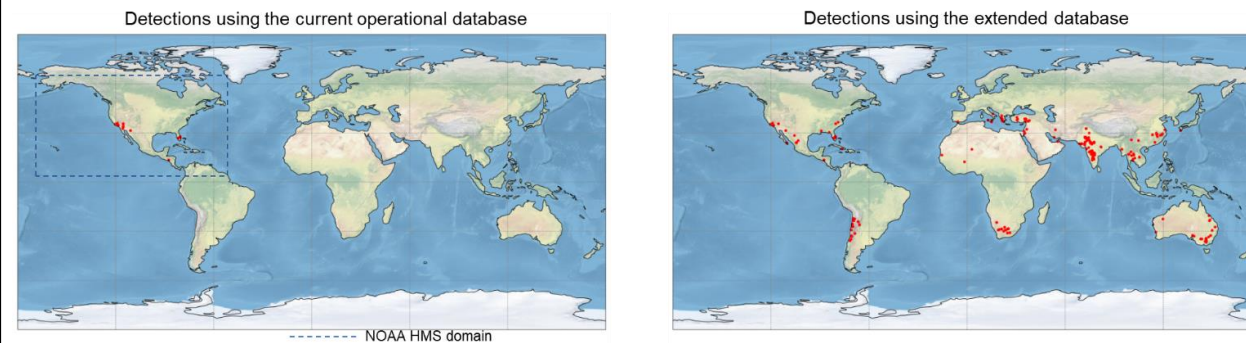 Detections using the current operational database
Detections using the extended database
NOAA HMS domain